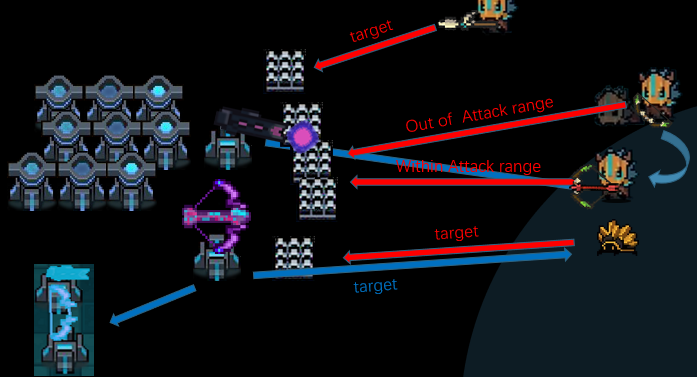 target
Out of Attack range
Within Attack range
target
target